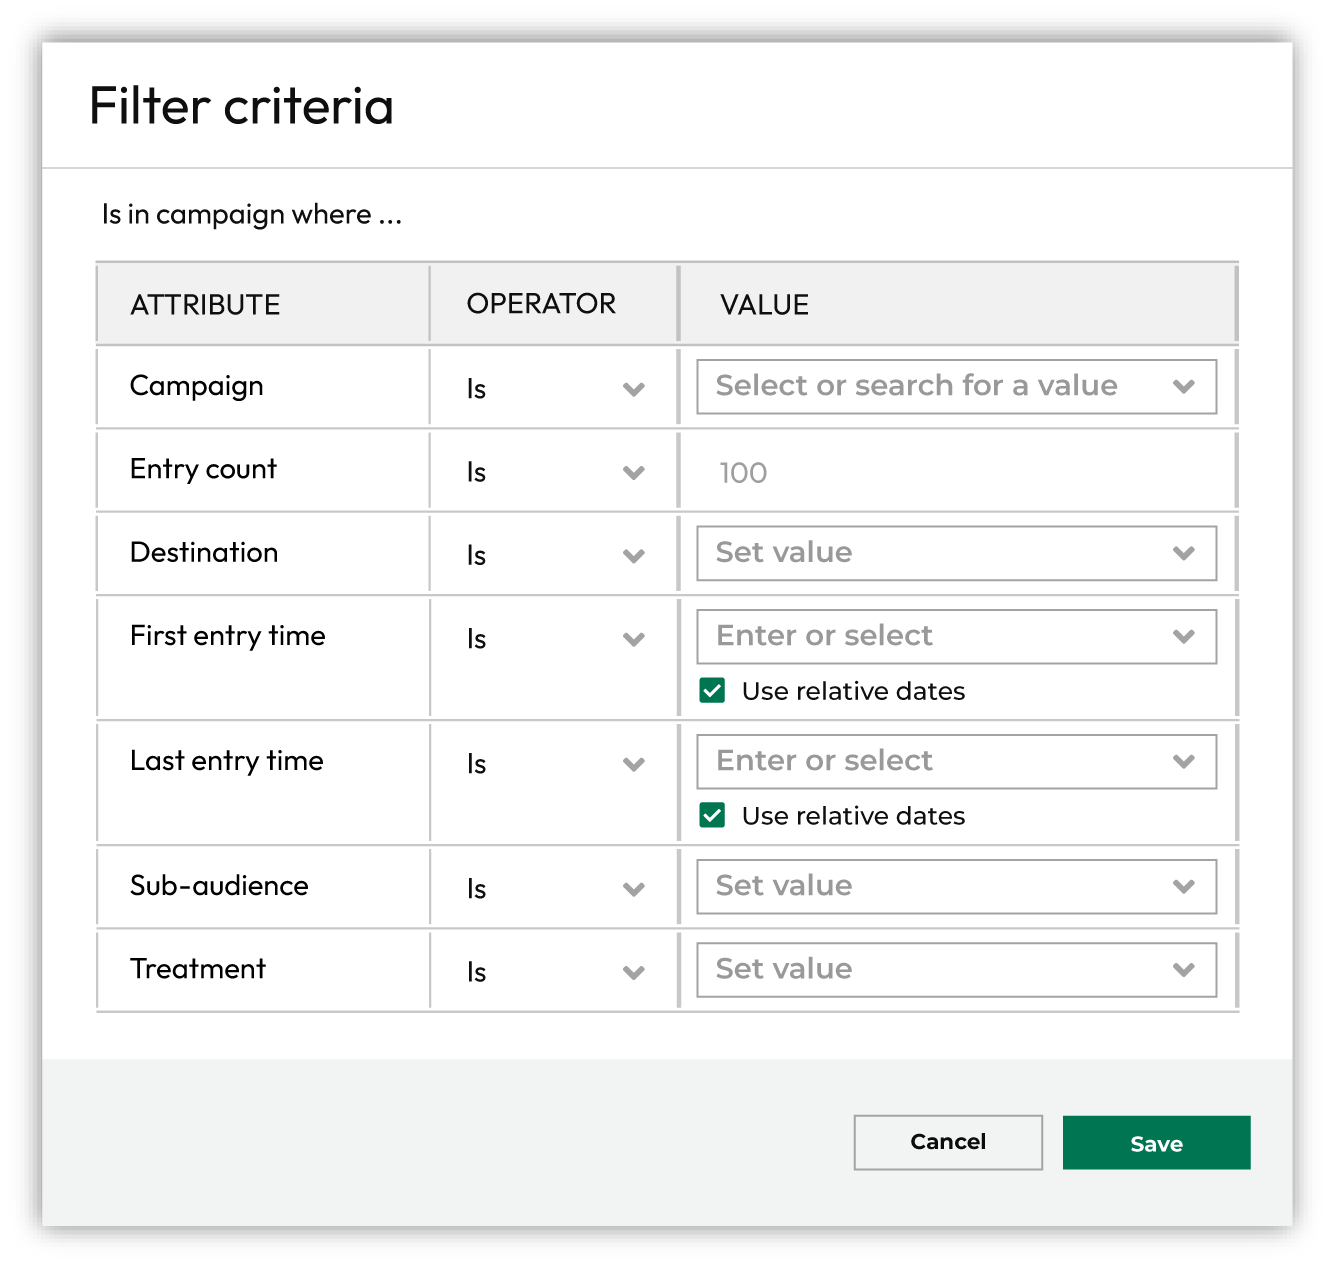 Filter criteria
Is in campaign where ...
ATTRIBUTE OPERATOR VALUE
Campaign Is Select or search for a value
Entry count Is 100
Destination Is Set value
First entry time Is Enter or select
Use relative dates
Last entry time Is Enter or select
Use relative dates
Sub-audience Is Set value
Treatment Is Set value
Cancel Save